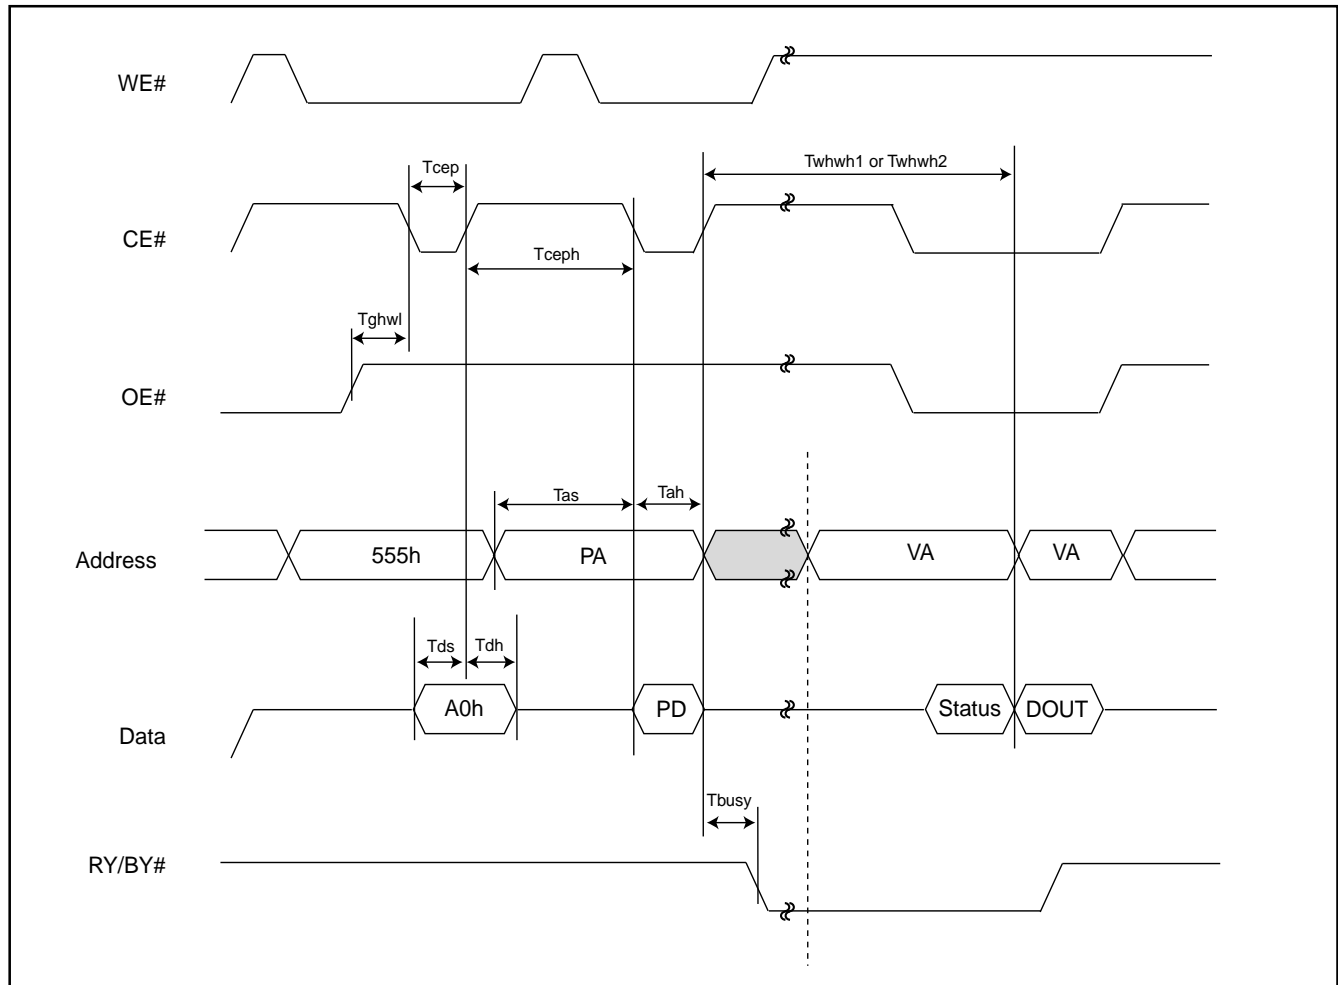 WE#
Twhwh1 or Twhwh2
Tcep
CE#
Tceph
Tghwl
OE#
Tas
Tah
Address
555h
PA
VA
VA
Tds
Tdh
A0h
PD
Status
DOUT
Data
Tbusy
RY/BY#